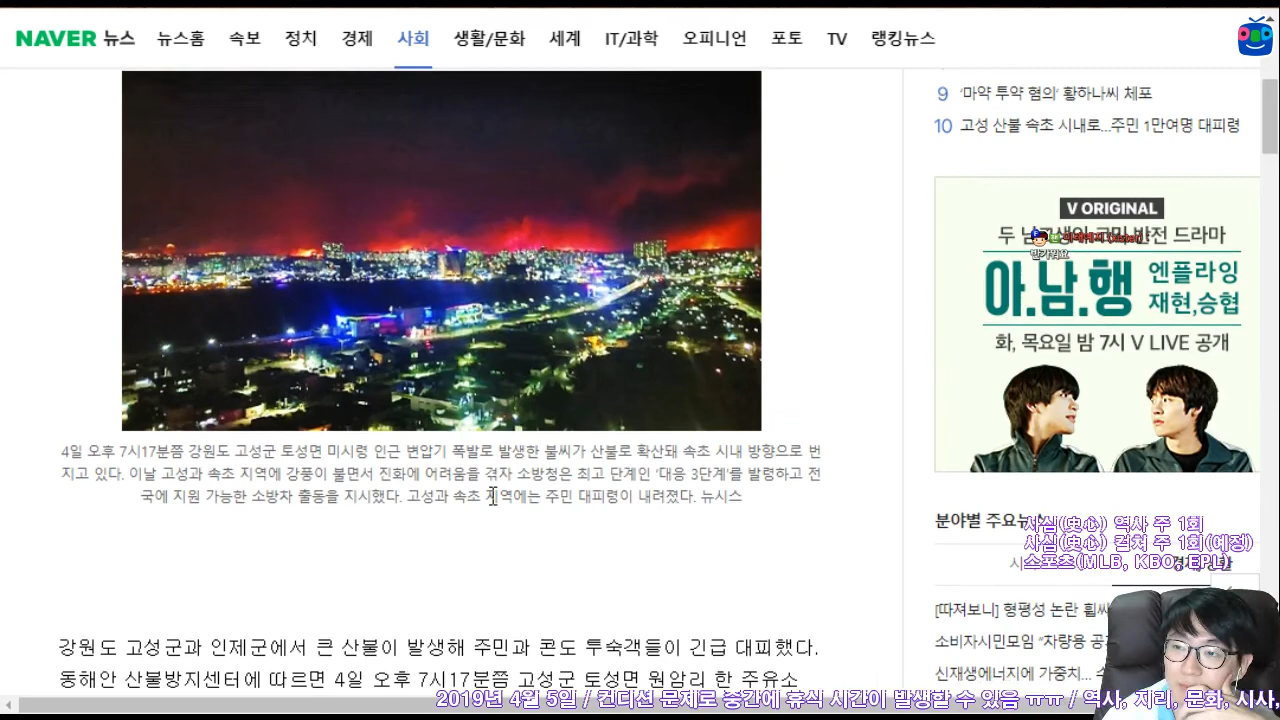 NAVER 뉴스 뉴스홈 속보 정치 경제 사회 생활/문화 세계 IT/과학 오피니언 포토 TV 랭킹뉴스
9 '마약 투약 혐의' 황하나씨 체포
10 고성 산불 속초 시내로...주민 1만여명 대피령
V ORIGINAL
반전 드라마
반가워요
아.남.행 엔플라잉
재현,승협
화, 목요일 밤 7시 V LIVE 공개
4일 오후 7시17분쯤 강원도 고성군 토성면 미시령 인근 변압기 폭발로 발생한 불씨가 산불로 확산돼 속초 시내 방향으로 번
지고 있다. 이날 고성과 속초 지역에 강풍이 불면서 진화에 어려움을 겪자 소방청은 최고 단계인 '대응 3단계'를 발령하고 전
국에 지원 가능한 소방차 출동을 지시했다. 고성과 속초 지역에는 주민 대피령이 내려졌다. 뉴시스
분야별 주요뉴스
사심(史心) 역사 주 1회
사심(史心) 컬처 주 1회(예정)
스포츠(MLB, KBO, EPL)
[따져보니] 형평성 논란 휩싸
소비자시민모임 "차량용 공
신재생에너지에 가중치...
강원도 고성군과 인제군에서 큰 산불이 발생해 주민과 콘도 투숙객들이 긴급 대피했다.
동해안 산불방지센터에 따르면 4일 오후 7시17분쯤 고성군 토성면 원암리 한 주유소
2019년 4월 5일 / 컨디션 문제로 중간에 휴식 시간이 발생할 수 있음 ㅠㅠ / 역사, 지리, 문화, 시사,